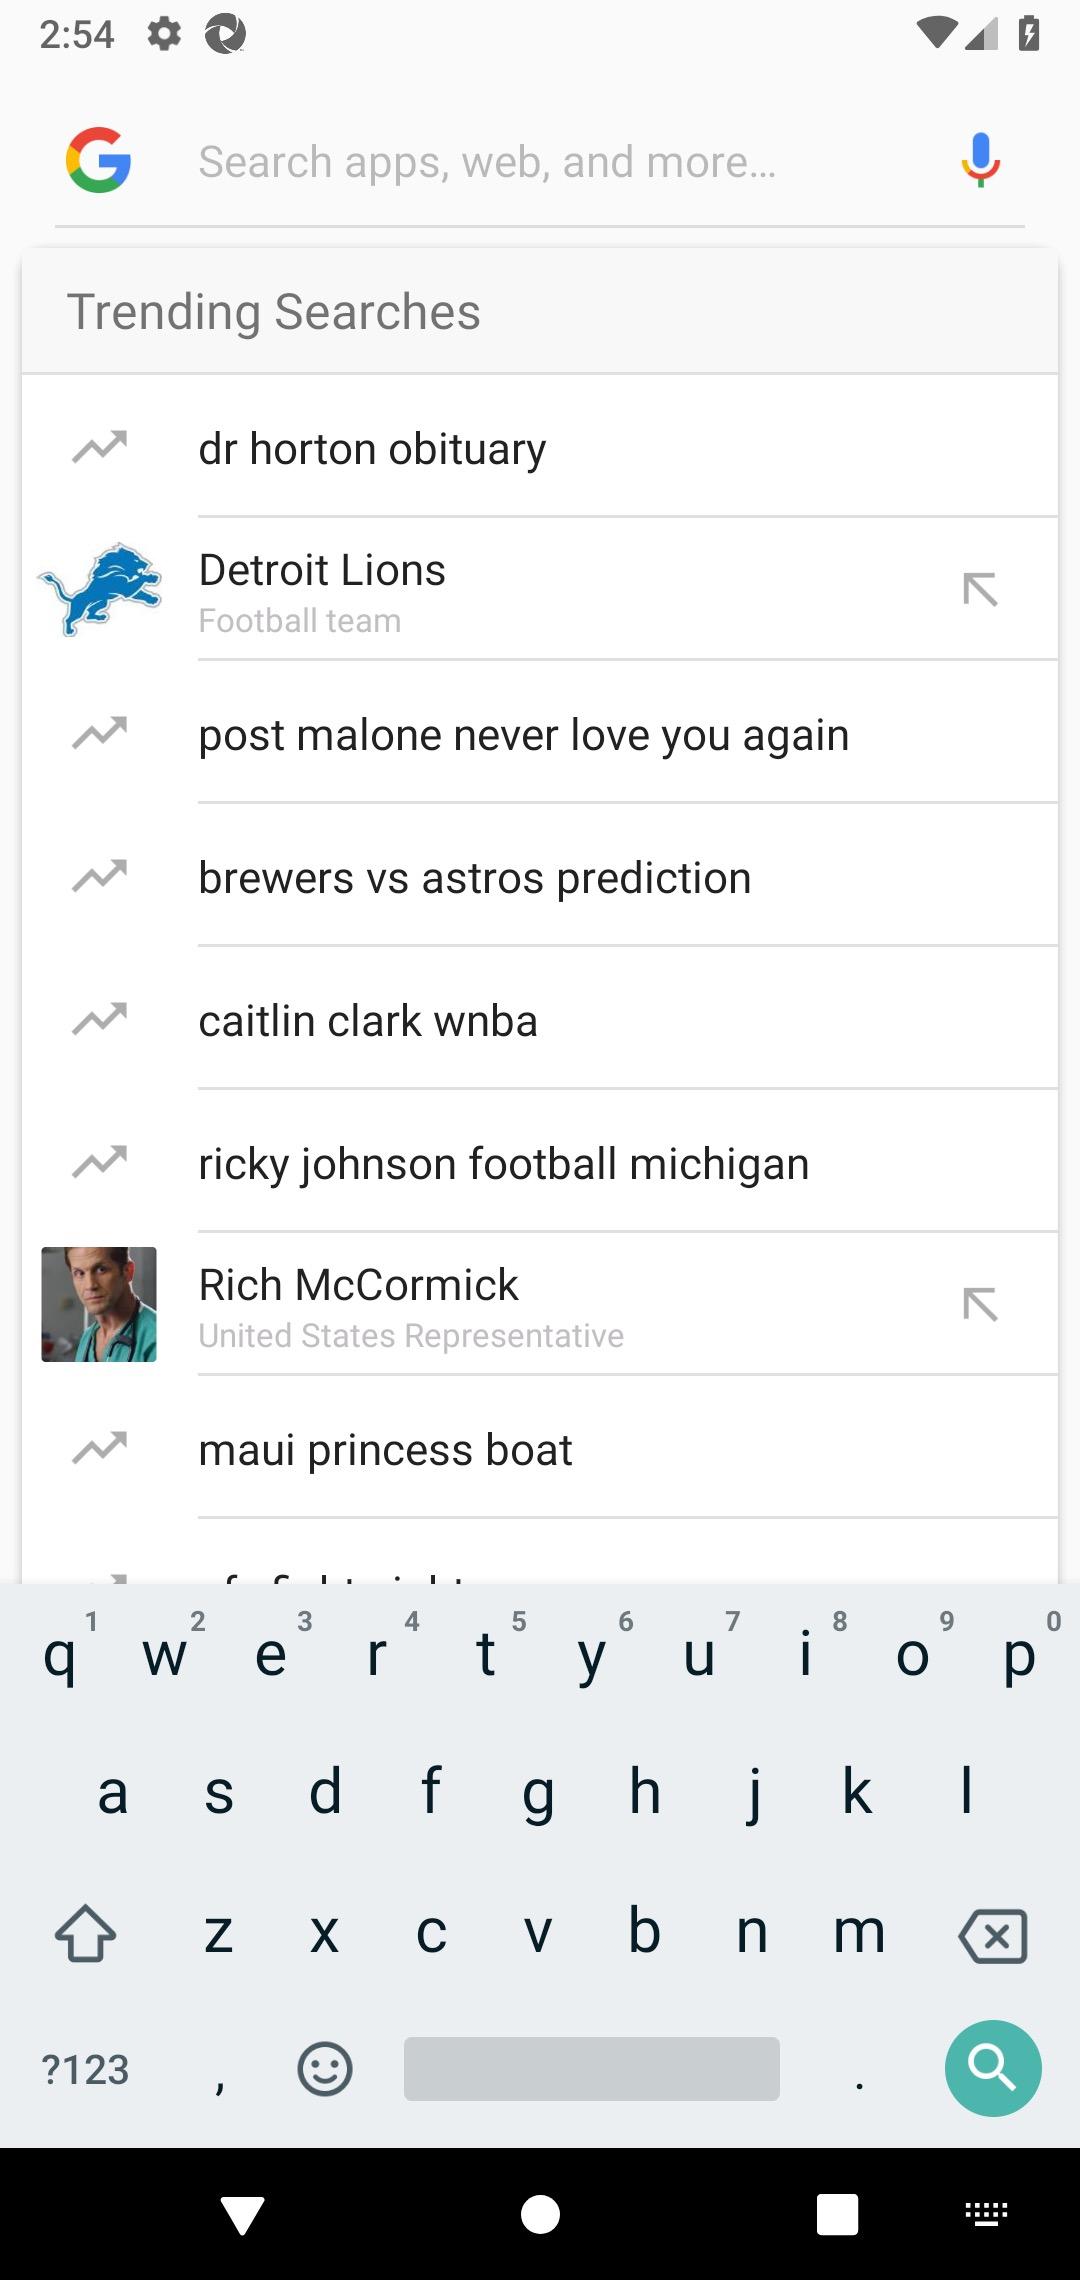 2:54
Search apps, web, and more...
Trending Searches
dr horton obituary
Detroit Lions
Football team
post malone never love you again
brewers vs astros prediction
caitlin clark wnba
ricky johnson football michigan
Rich McCormick
United States Representative
maui princess boat
1 2 3 4 5 6 7 8 9 0
q w e r t y u i o p
a s d f g h j k l
z x c v b n m
?123 , .